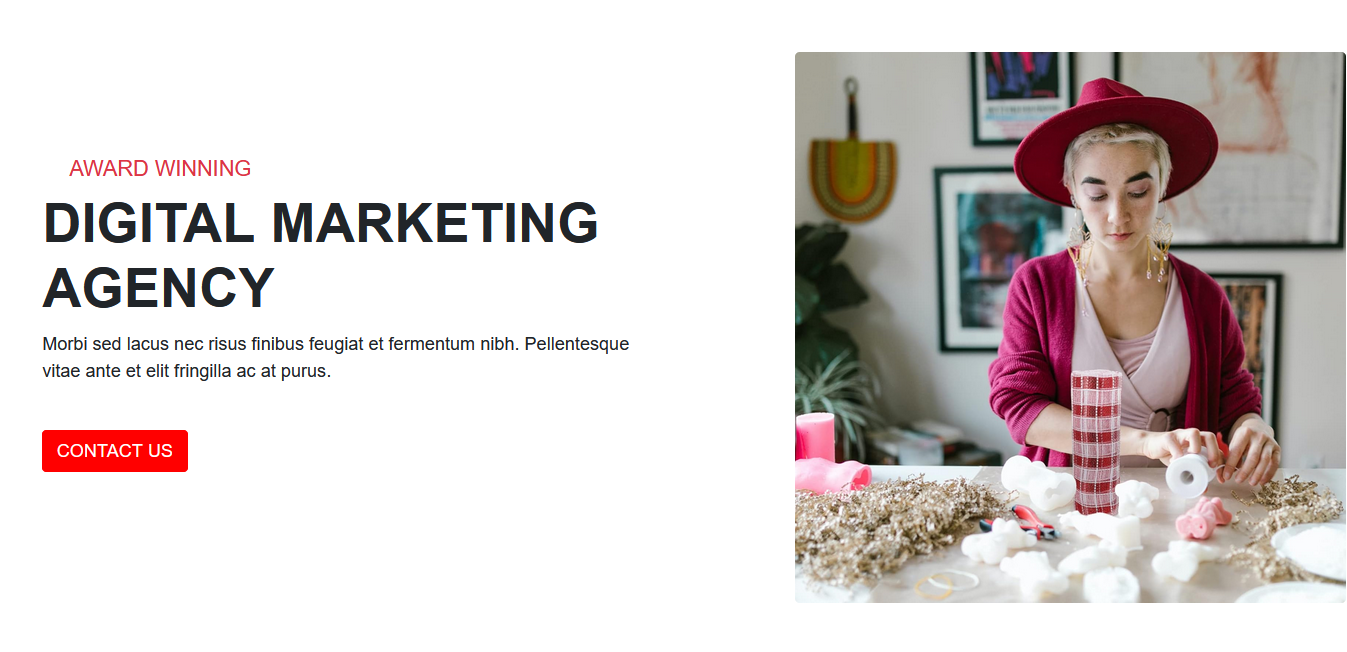 AWARD WINNING
DIGITAL MARKETING
AGENCY
Morbi sed lacus nec risus finibus feugiat et fermentum nibh. Pellentesque
vitae ante et elit fringilla ac at purus.
CONTACT US